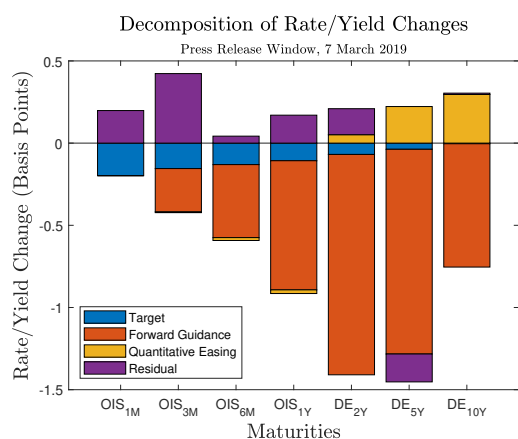 Decomposition of Rate/Yield Changes
Press Release Window, 7 March 2019
Rate/Yield Change (Basis Points)
0.5
0
-0.5
-1
-1.5
Target
Forward Guidance
Quantitative Easing
Residual
OIS1M OIS3M OIS6M OIS1Y DE2Y DE5Y DE10Y
Maturities